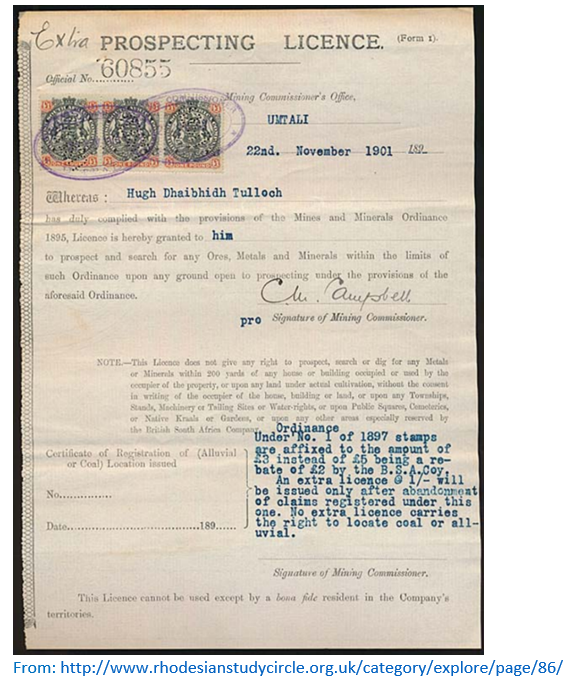 Extra PROSPECTING LICENCE. (Form 1).
Official No. 60855
Mining Commissioner's Office,
UMTALI
22nd. November 1901 189_
Whereas : Hugh Dhaibhidh Tulloch
has duly complied with the provisions of the Mines and Minerals Ordinance
1895, Licence is hereby granted to him
to prospect and search for any Ores, Metals and Minerals within the limits of
such Ordinance upon any ground open to prospecting under the provisions of the
aforesaid Ordinance.
C.M. Campbell
pro Signature of Mining Commissioner.
NOTE.—This Licence does not give any right to prospect, search or dig for any Metals
or Minerals within 200 yards of any house or building occupied or used by the
occupier of the property, or upon any land under actual cultivation, without the consent
in writing of the occupier of the house, building or land, or upon any Townships,
Stands, Machinery or Tailing Sites or Water-rights, or upon Public Squares, Cemeteries,
or Native Kraals or Gardens, or upon any other areas especially reserved by
the British South Africa Company.
Certificate of Registration of (Alluvial
or Coal) Location issued
No...............
Date..............................189......
Ordinance
Under No. 1 of 1897 stamps
are affixed to the amount of
£3 instead of £5 being a re-
bate of £2 by the B.S.A.Coy.
An extra licence @ 1/- will
be issued only after abandonment
of claims registered under this
one. No extra licence carries
the right to locate coal or all-
uvial.
Signature of Mining Commissioner.
This Licence cannot be used except by a bona fide resident in the Company's
territories.
From: http://www.rhodesianstudycircle.org.uk/category/explore/page/86/